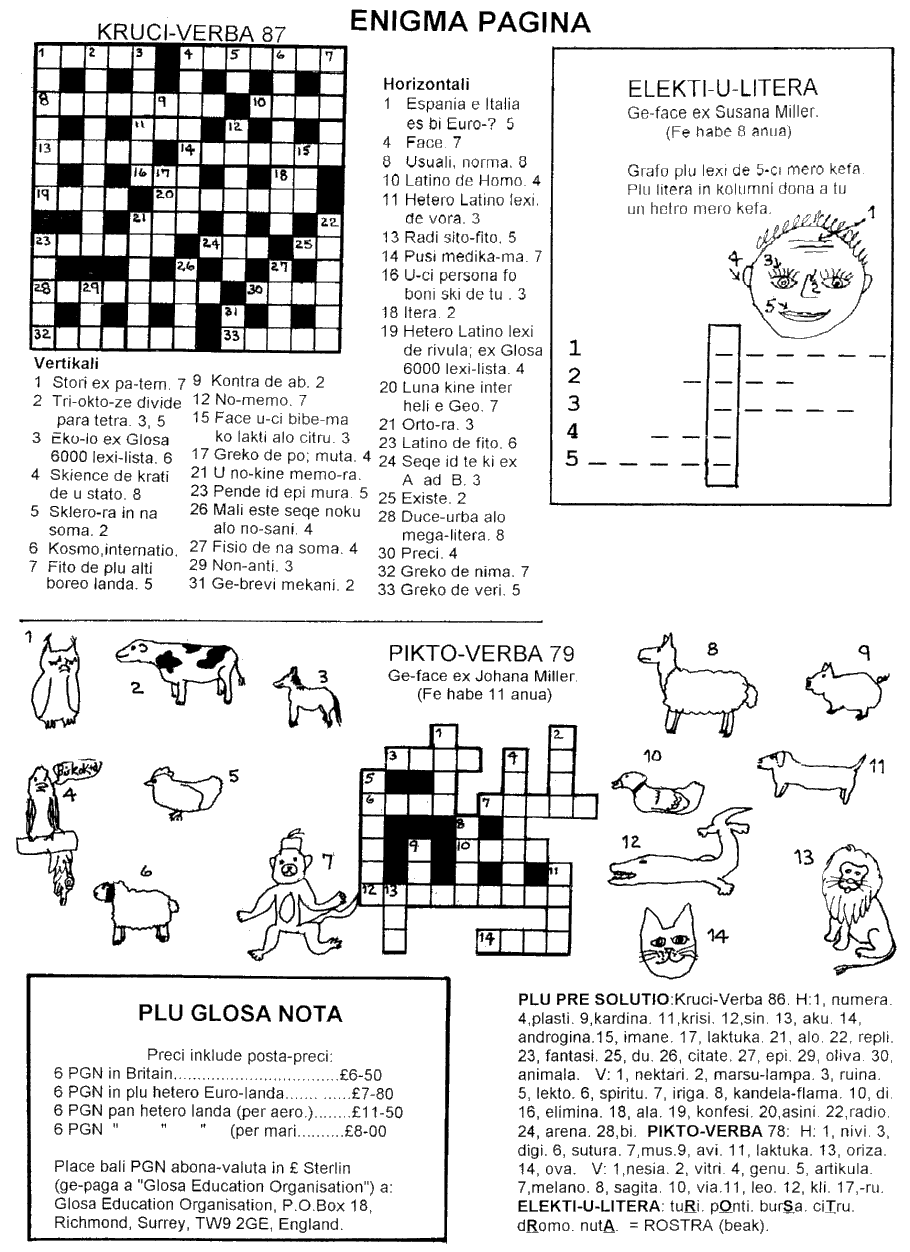 ENIGMA PAGINA
KRUCI-VERBA 87
1 2 3 4 5 6 7
8 9 10
11 12
13 14 15
16 17 18
19 20
21 22
23 24 25
26 27
28 29 30
31
32 33
Horizontali
1 Espania e Italia
es bi Euro-? 5
4 Face. 7
8 Usuali, norma. 8
10 Latino de Homo. 4
11 Hetero Latino lexi.
de vora. 3
13 Radi sito-fito. 5
14 Pusi medika-ma. 7
16 U-ci persona fo
boni ski de tu . 3
18 Itera. 2
19 Hetero Latino lexi
de rivula; ex Glosa
6000 lexi-lista. 4
20 Luna kine inter
heli e Geo. 7
21 Orto-ra. 3
23 Latino de fito. 6
24 Seqe id te ki ex
A ad B. 3
25 Existe. 2
28 Duce-urba alo
mega-litera. 8
30 Preci. 4
32 Greko de nima. 7
33 Greko de veri. 5
Vertikali
1 Stori ex pa-tem. 7
2 Tri-okto-ze divide
para tetra. 3, 5
3 Eko-lo ex Glosa
6000 lexi-lista. 6
4 Skience de krati
de u stato. 8
5 Sklero-ra in na
soma. 2
6 Kosmo,internatio,
7 Fito de plu alti
boreo landa. 5
9 Kontra de ab. 2
12 No-memo. 7
15 Face u-ci bibe-ma
ko lakti alo citru. 3
17 Greko de po; muta. 4
21 U no-kine memo-ra.
23 Pende id epi mura. 5
26 Mali este seqe noku
alo no-sani. 4
27 Fisio de na soma. 4
29 Non-anti. 3
31 Ge-brevi mekani. 2
ELEKTI-U-LITERA
Ge-face ex Susana Miller.
(Fe habe 8 anua)
Grafo plu lexi de 5-ci mero kefa.
Plu litera in kolumni dona a tu
un hetro mero kefa.
1
4
3
2
5
1
2
3
4
5
PIKTO-VERBA 79
Ge-face ex Johana Miller.
(Fe habe 11 anua)
1
2
3
Biskokto
4
5
6
7
8
9
10
11
12
13
14
1 2
3 4
5
6 7
8
9 10
11
12 13
14
PLU GLOSA NOTA
Preci inklude posta-preci:
6 PGN in Britain...................................£6-50
6 PGN in plu hetero Euro-landa....... ......£7-80
6 PGN pan hetero landa (per aero.).......£11-50
6 PGN " " " (per mari..........£8-00
Place bali PGN abona-valuta in £ Sterlin
(ge-paga a "Glosa Education Organisation") a:
Glosa Education Organisation, P.O.Box 18,
Richmond, Surrey, TW9 2GE, England.
PLU PRE SOLUTIO:Kruci-Verba 86. H:1, numera.
4,plasti. 9,kardina. 11,krisi. 12,sin. 13, aku. 14,
androgina.15, imane. 17, laktuka. 21, alo. 22, repli.
23, fantasi. 25, du. 26, citate. 27, epi. 29, oliva. 30,
animala. V: 1, nektari. 2, marsu-lampa. 3, ruina.
5, lekto. 6, spiritu. 7, iriga. 8, kandela-flama. 10, di.
16, elimina. 18, ala. 19, konfesi. 20,asini. 22,radio.
24, arena. 28,bi. PIKTO-VERBA 78: H: 1, nivi. 3,
digi. 6, sutura. 7,mus.9, avi. 11, laktuka. 13, oriza.
14, ova. V: 1,nesia. 2, vitri. 4, genu. 5, artikula.
7,melano. 8, sagita. 10, via.11, leo. 12, kli. 17,-ru.
ELEKTI-U-LITERA: tuRi. pOnti. burSa. ciTru.
dRomo. nutA. = ROSTRA (beak).